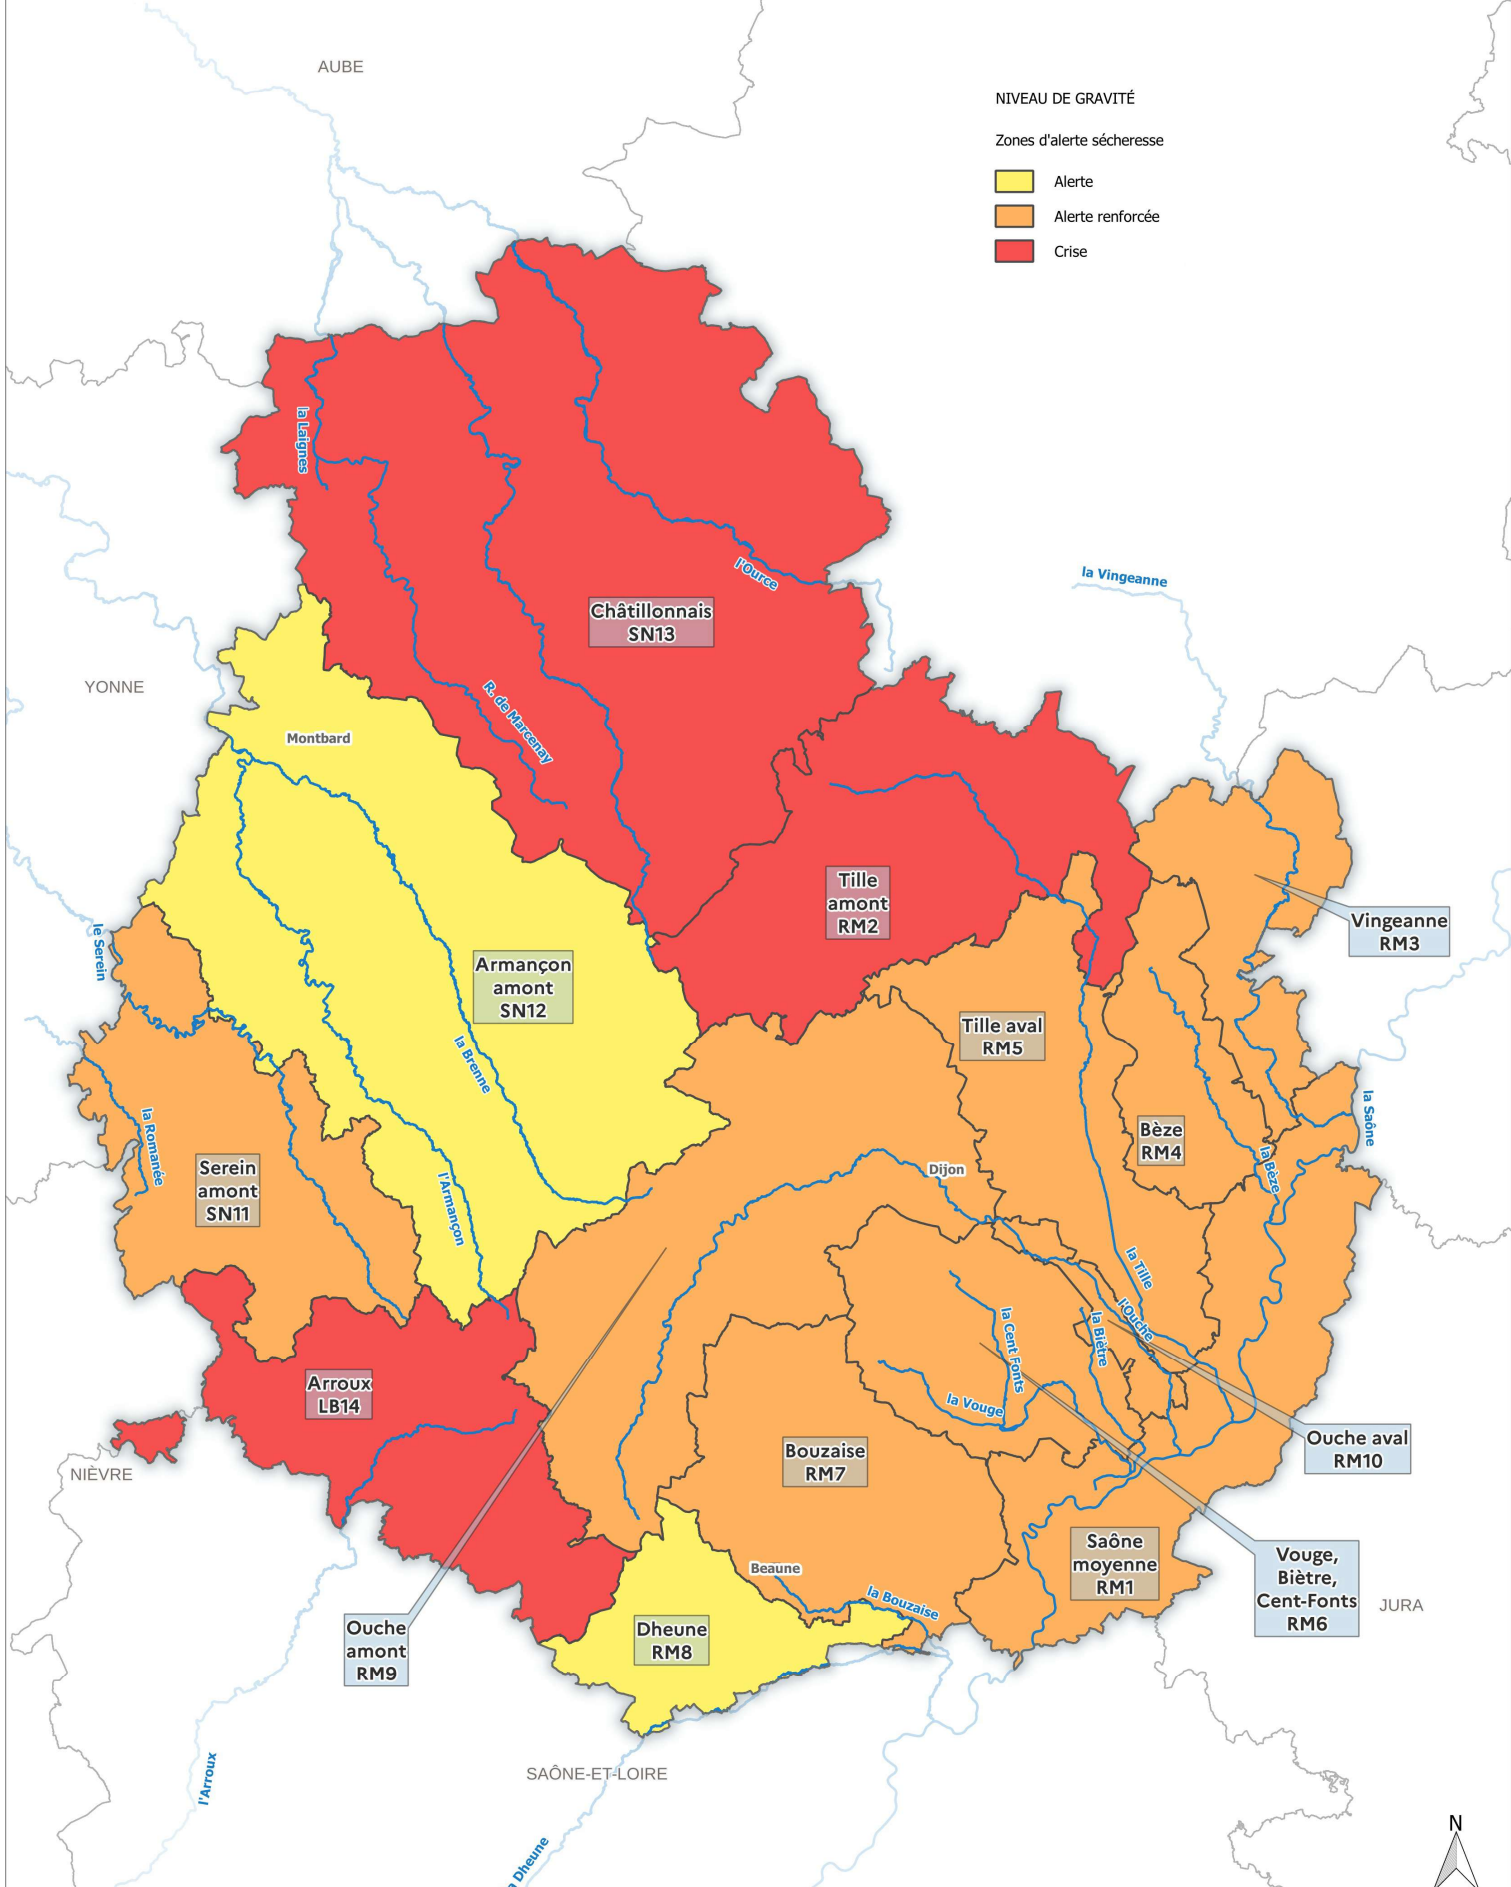 AUBE
NIVEAU DE GRAVITÉ
Zones d'alerte sécheresse
Alerte
Alerte renforcée
Crise
la Laignes
l'Ource
la Vingeanne
Châtillonnais
SN13
YONNE
R. de Marcenay
Montbard
Tille
amont
RM2
Vingeanne
RM3
le Serein
Armançon
amont
SN12
Tille aval
RM5
la Brenne
la Saône
la Romanée
Bèze
RM4
Serein
amont
SN11
Dijon
la Bèze
l'Armançon
la Tille
l'Ouche
la Cent Fonts
la Biètre
Arroux
LB14
la Vouge
Ouche aval
RM10
Bouzaise
RM7
NIÈVRE
Saône
moyenne
RM1
Vouge,
Biètre,
Cent-Fonts
RM6
Beaune
la Bouzaise
JURA
Ouche
amont
RM9
Dheune
RM8
SAÔNE-ET-LOIRE
l'Arroux
a Dheune
N